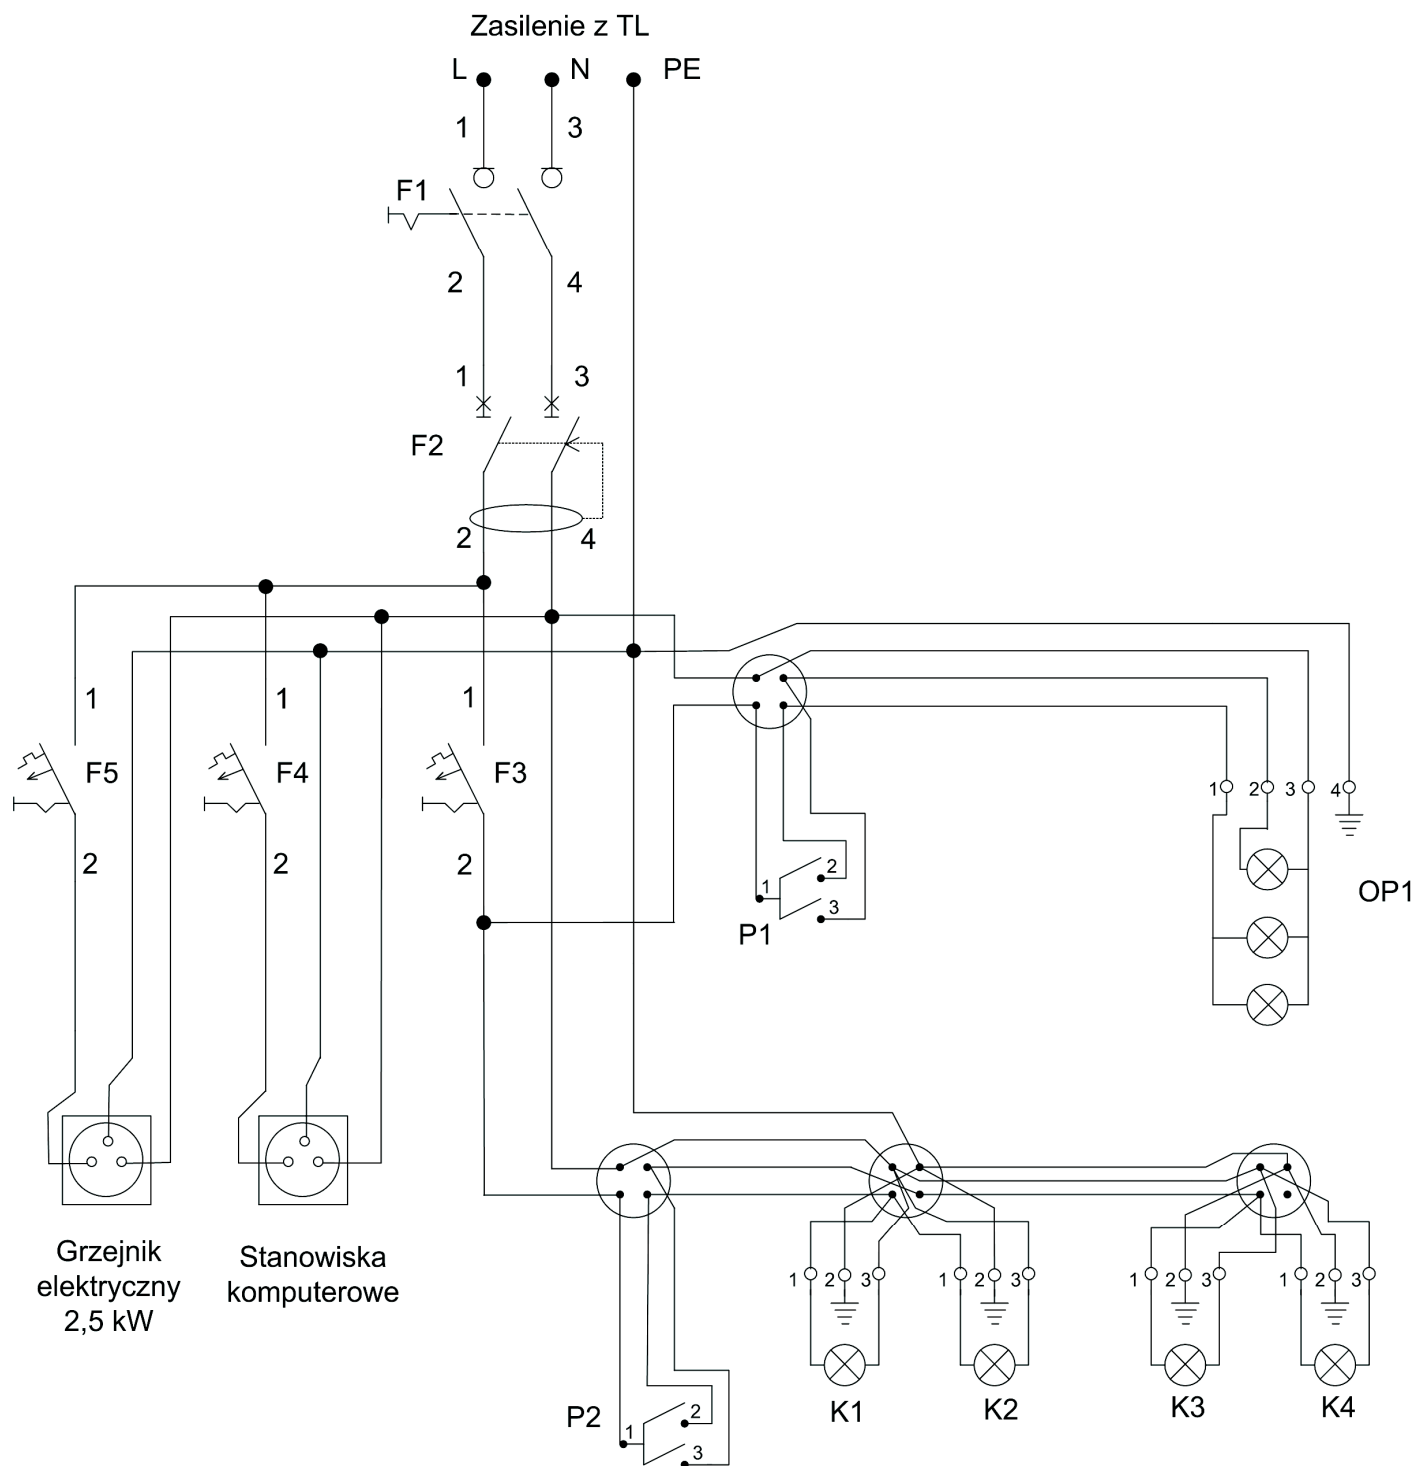 Zasilenie z TL
L N PE
1 3
F1
2 4
1 3
F2
2 4
1 1 1
F5 F4 F3
2 2 2
1 2 3 4
OP1
1 2
3
P1
Grzejnik
elektryczny
2,5 kW
Stanowiska
komputerowe
1 2 3 1 2 3 1 2 3 1 2 3
K1 K2 K3 K4
P2
1 2
3